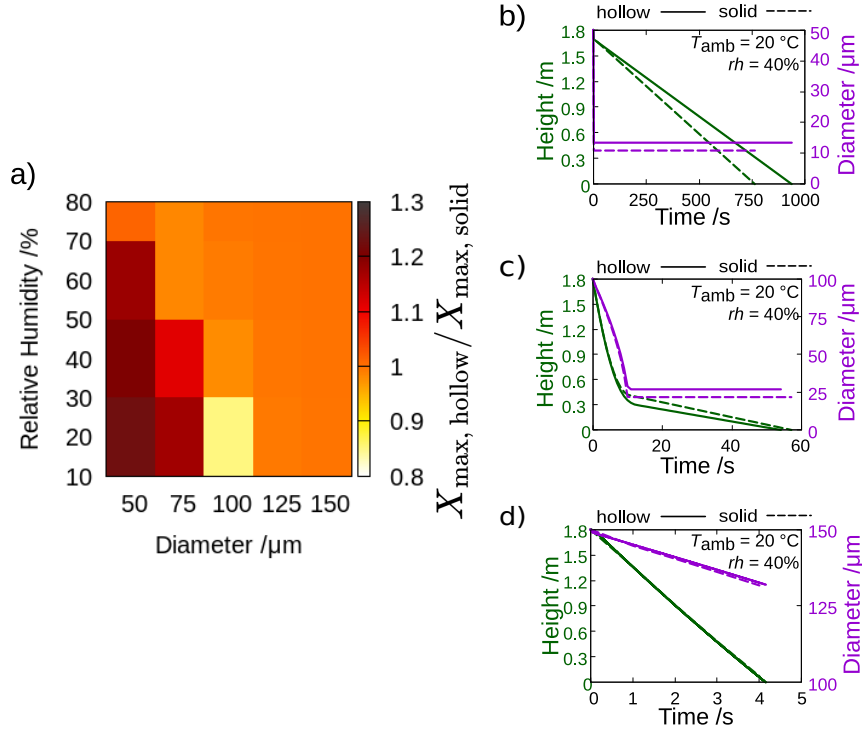 a)
Relative Humidity /%
80
70
60
50
40
30
20
10
50 75 100 125 150
Diameter /µm
1.3
1.2
1.1
1
0.9
0.8
X max, hollow / X max, solid
b)
hollow solid
T amb = 20 °C
rh = 40%
Height /m
1.8
1.5
1.2
0.9
0.6
0.3
0
0 250 500 750 1000
Time /s
50
40
30
20
10
0
Diameter /µm
c)
hollow solid
T amb = 20 °C
rh = 40%
Height /m
1.8
1.5
1.2
0.9
0.6
0.3
0
0 20 40 60
Time /s
100
75
50
25
0
Diameter /µm
d)
hollow solid
T amb = 20 °C
rh = 40%
Height /m
1.8
1.5
1.2
0.9
0.6
0.3
0
0 1 2 3 4 5
Time /s
150
125
100
Diameter /µm